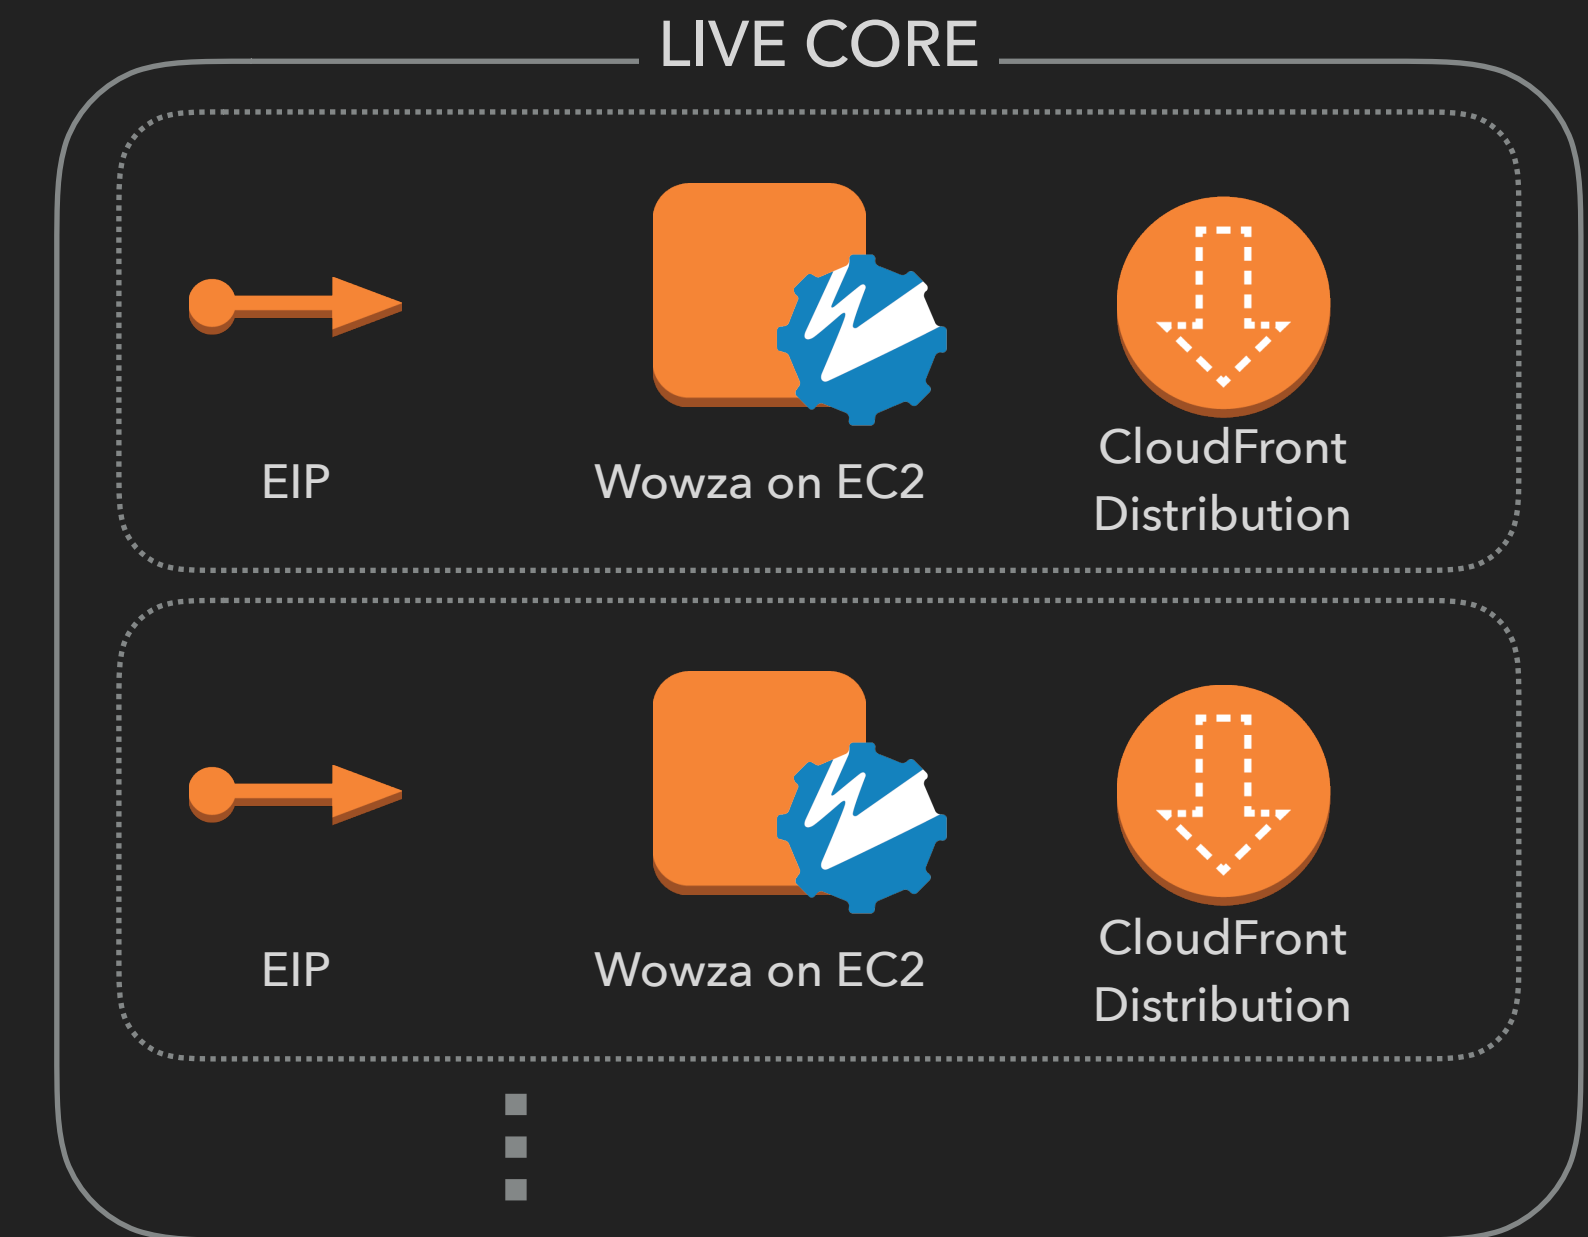 LIVE CORE
EIP
Wowza on EC2
CloudFront
Distribution
EIP
Wowza on EC2
CloudFront
Distribution